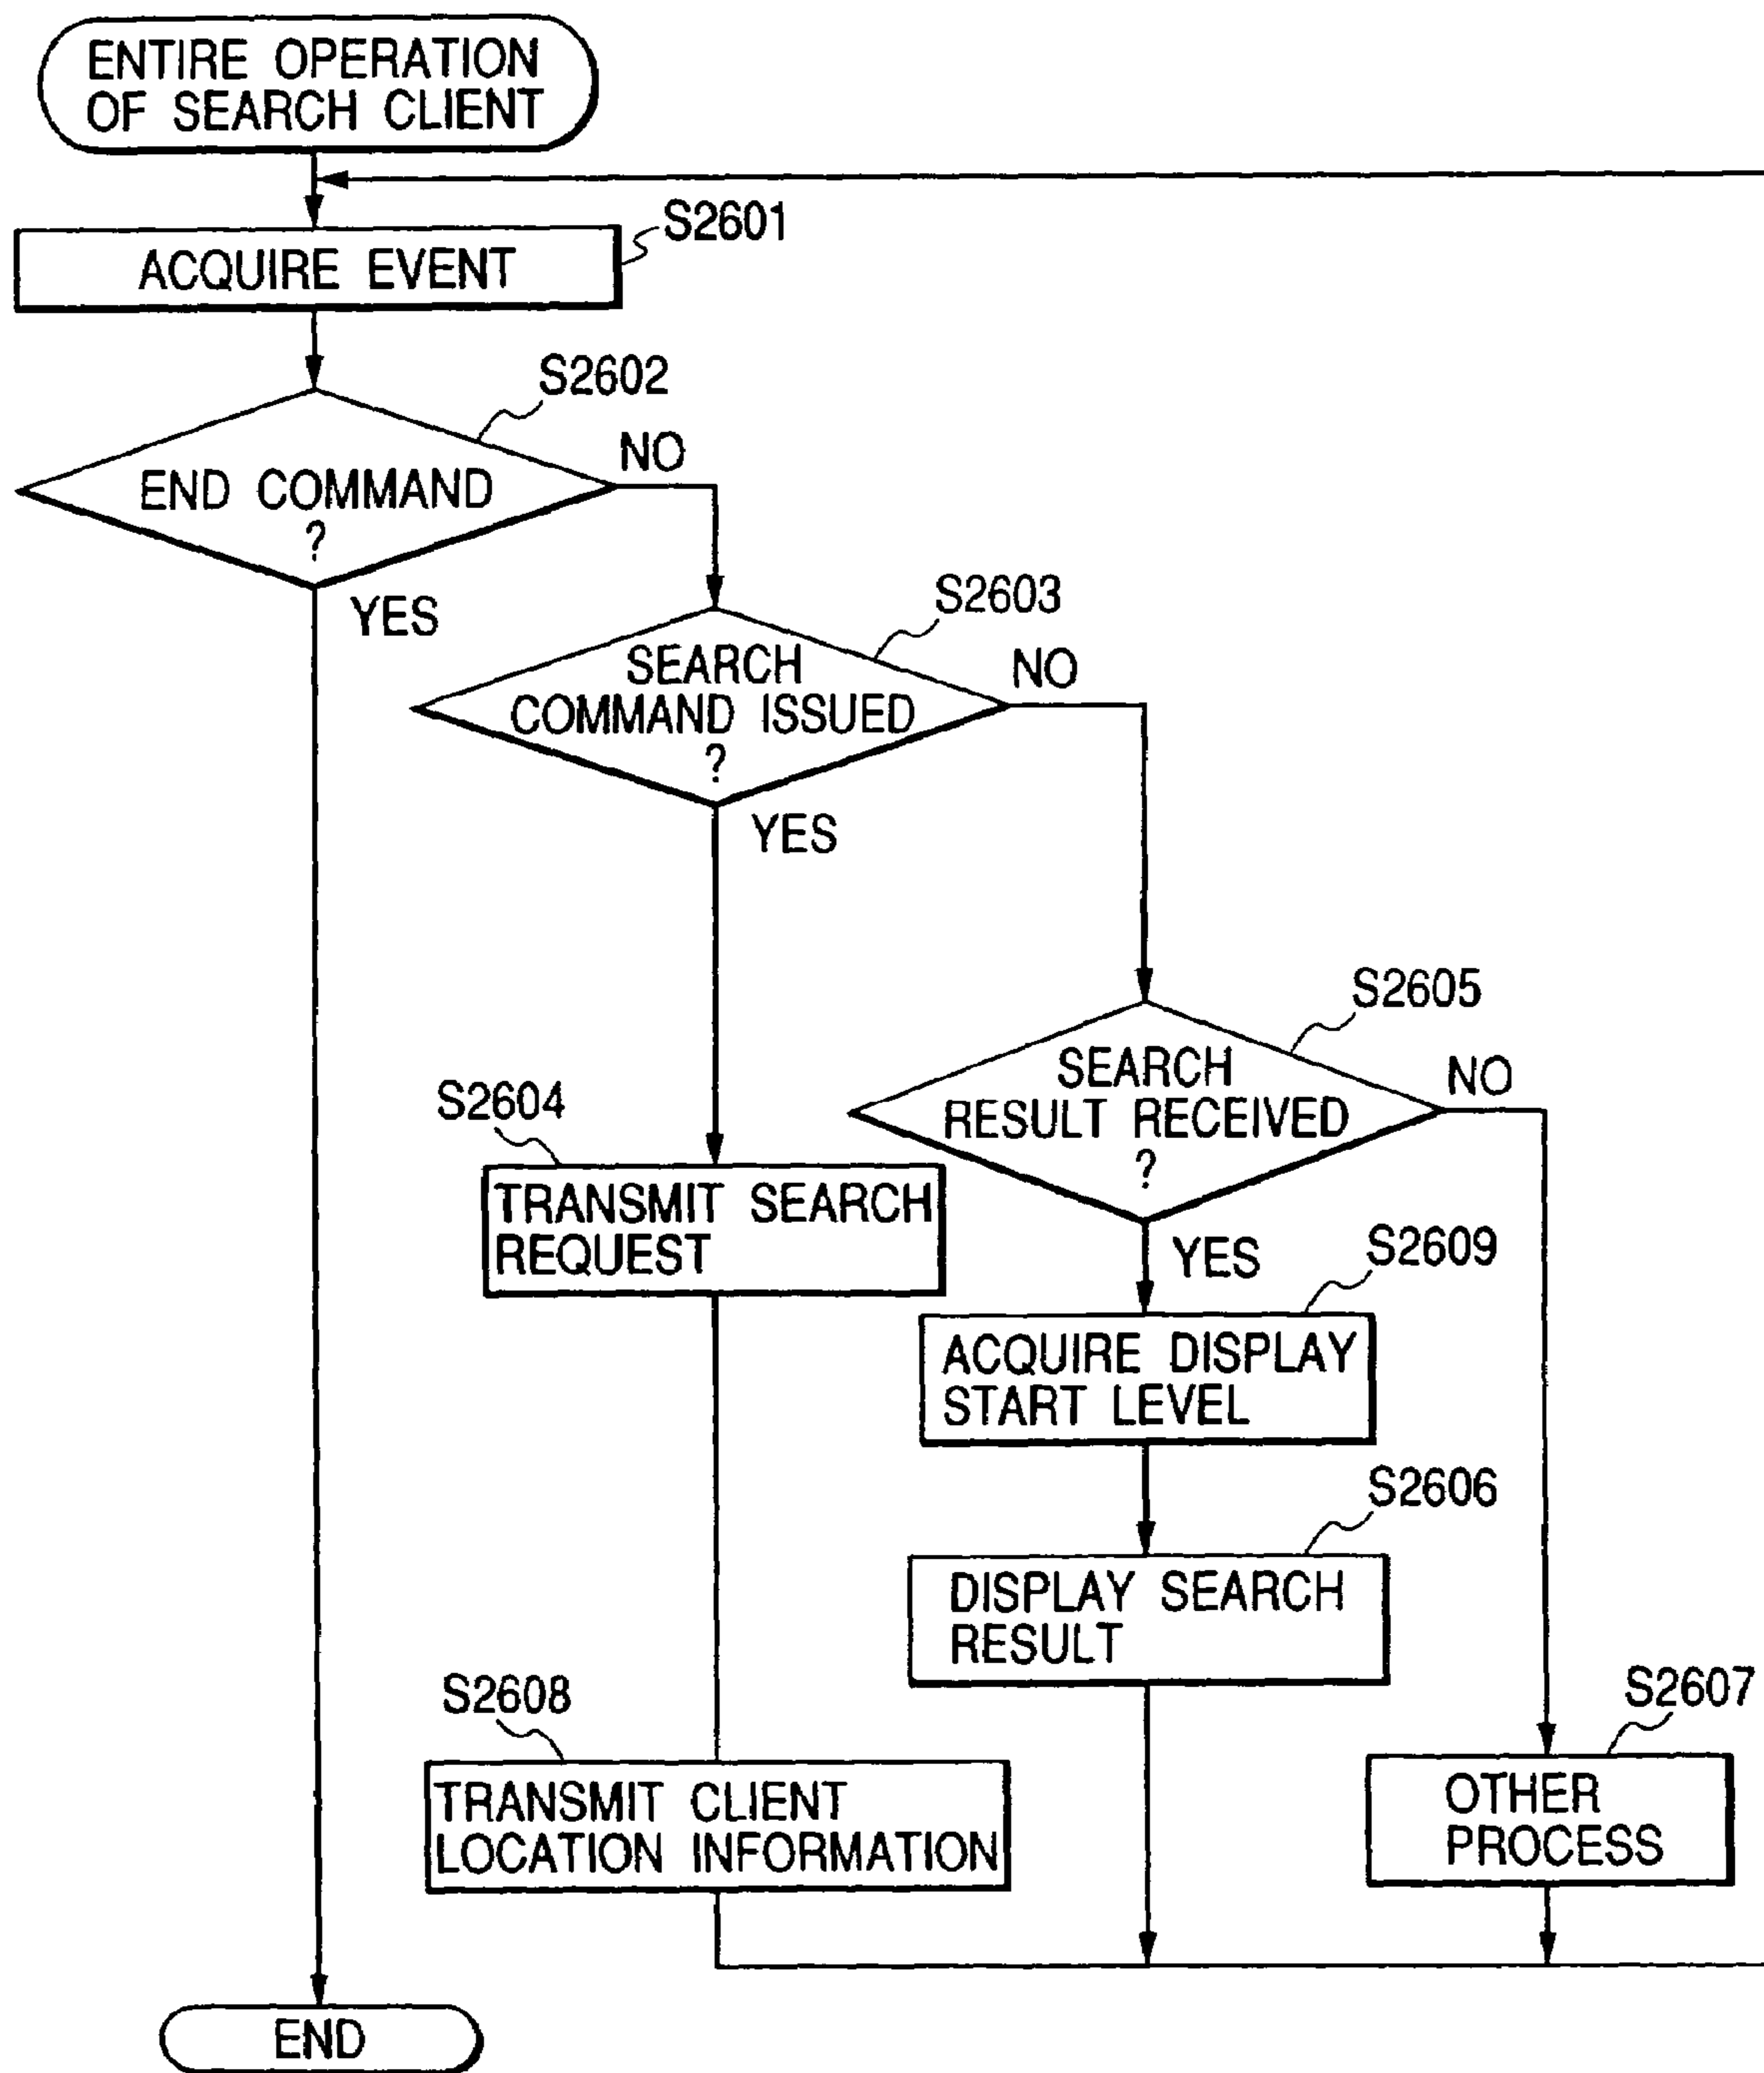 ENTIRE OPERATION
OF SEARCH CLIENT
S2601
ACQUIRE EVENT
S2602
END COMMAND
?
NO
YES
S2603
SEARCH
COMMAND ISSUED
?
NO
YES
S2604
TRANSMIT SEARCH
REQUEST
S2605
SEARCH
RESULT RECEIVED
?
NO
YES
S2609
ACQUIRE DISPLAY
START LEVEL
S2606
DISPLAY SEARCH
RESULT
S2608
TRANSMIT CLIENT
LOCATION INFORMATION
S2607
OTHER
PROCESS
END